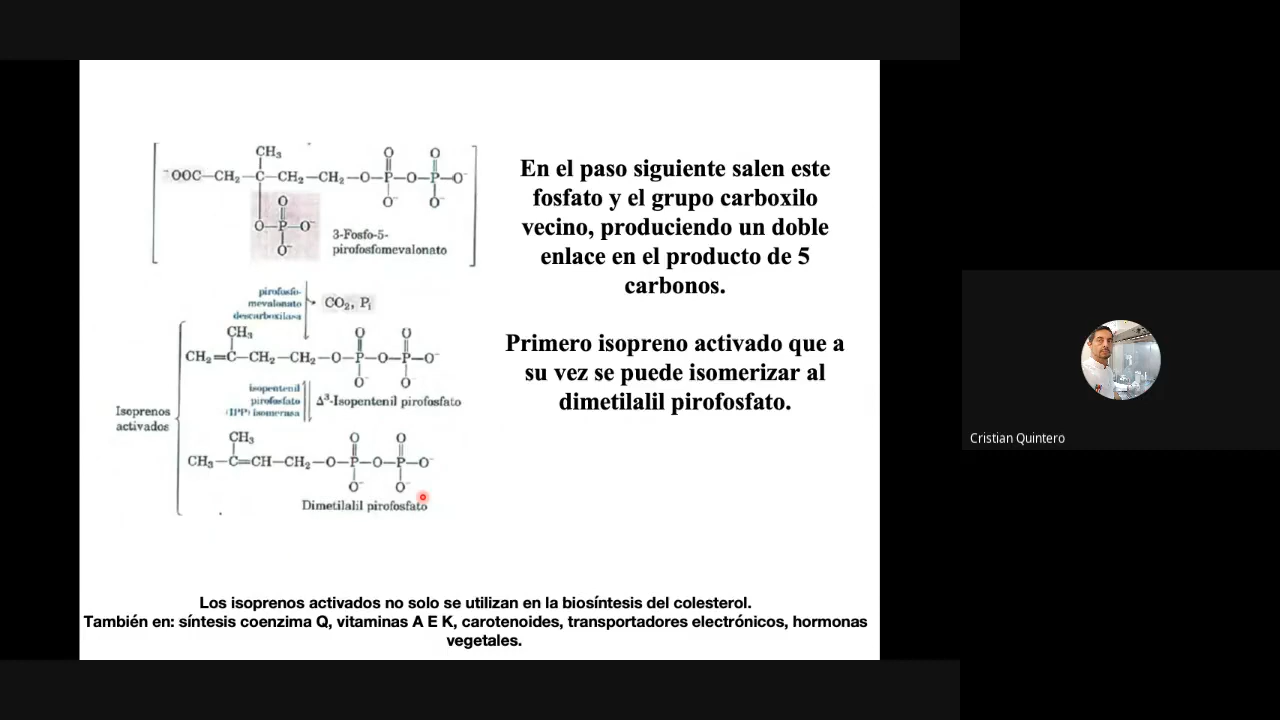 CH₃
⁻OOC—CH₂—C—CH₂—CH₂—O—P—O—P—O⁻
O O
O⁻ O⁻
O
O—P—O⁻
O⁻
3-Fosfo-5-
pirofosfomevalonato
pirofosfo-
mevalonato
descarboxilasa
CO₂, Pᵢ
CH₃
O O
CH₂=C—CH₂—CH₂—O—P—O—P—O⁻
O⁻ O
isopentenil
pirofosfato
(IPP) isomerasa
Δ³-Isopentenil pirofosfato
Isoprenos
activados
CH₃
O O
CH₃—C=CH—CH₂—O—P—O—P—O⁻
O⁻ O⁻
Dimetilalil pirofosfato
En el paso siguiente salen este
fosfato y el grupo carboxilo
vecino, produciendo un doble
enlace en el producto de 5
carbonos.
Primero isopreno activado que a
su vez se puede isomerizar al
dimetilalil pirofosfato.
Los isoprenos activados no solo se utilizan en la biosíntesis del colesterol.
También en: síntesis coenzima Q, vitaminas A E K, carotenoides, transportadores electrónicos, hormonas
vegetales.
Cristian Quintero